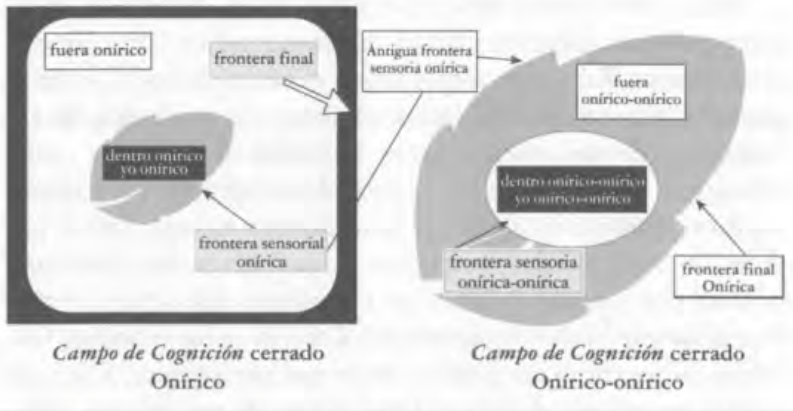 fuera onírico
frontera final
dentro onírico
yo onírico
frontera sensorial
onírica
Campo de Cognición cerrado
Onírico
Antigua frontera
sensoria onírica
fuera
onírico-onírico
dentro onírico-onírico
yo onírico-onírico
frontera sensoria
onírica-onírica
frontera final
Onírica
Campo de Cognición cerrado
Onírico-onírico